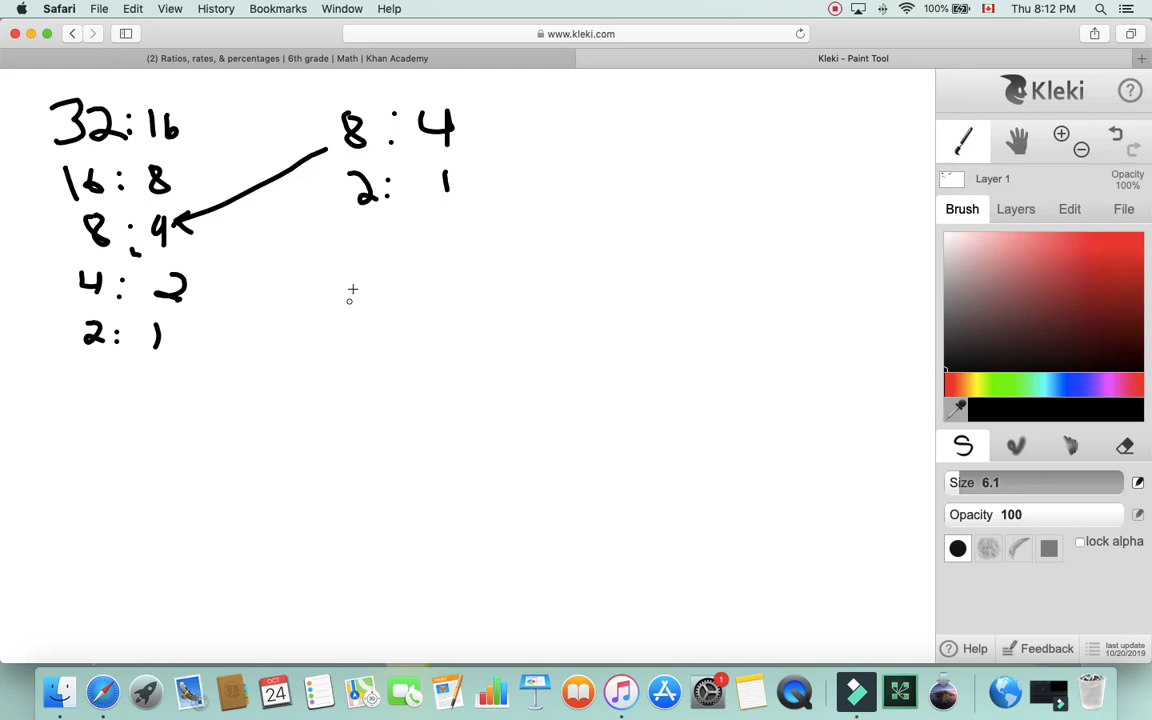 Safari File Edit View History Bookmarks Window Help 100% Thu 8:12 PM
www.kleki.com
(2) Ratios, rates, & percentages | 6th grade | Math | Khan Academy
Kleki - Paint Tool
32:16
16:8
8:4
4:2
2:1
8:4
2:1
Kleki ?
Layer 1
Opacity
100%
Brush Layers Edit File
Size 6.1
Opacity 100
lock alpha
? Help Feedback last update
10/20/2019
OCT
24
1